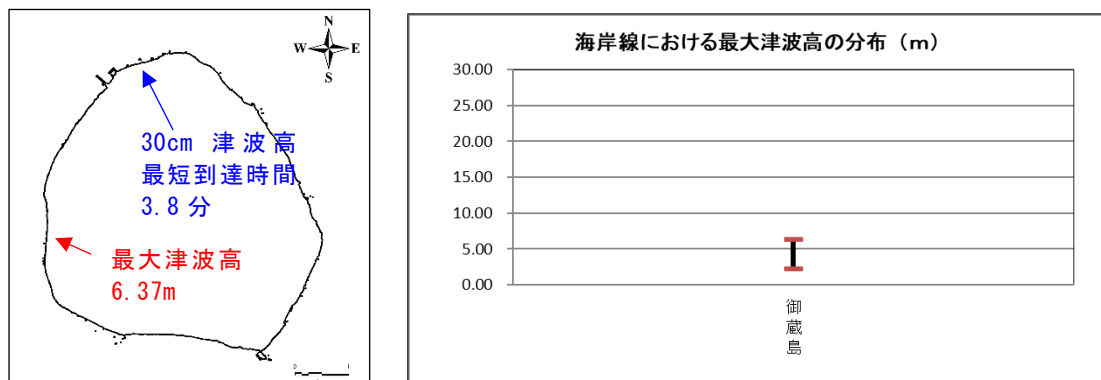 N
W E
S
30cm 津波高
最短到達時間
3.8 分
最大津波高
6.37m
海岸線における最大津波高の分布（m）
30.00
25.00
20.00
15.00
10.00
5.00
0.00
御蔵島